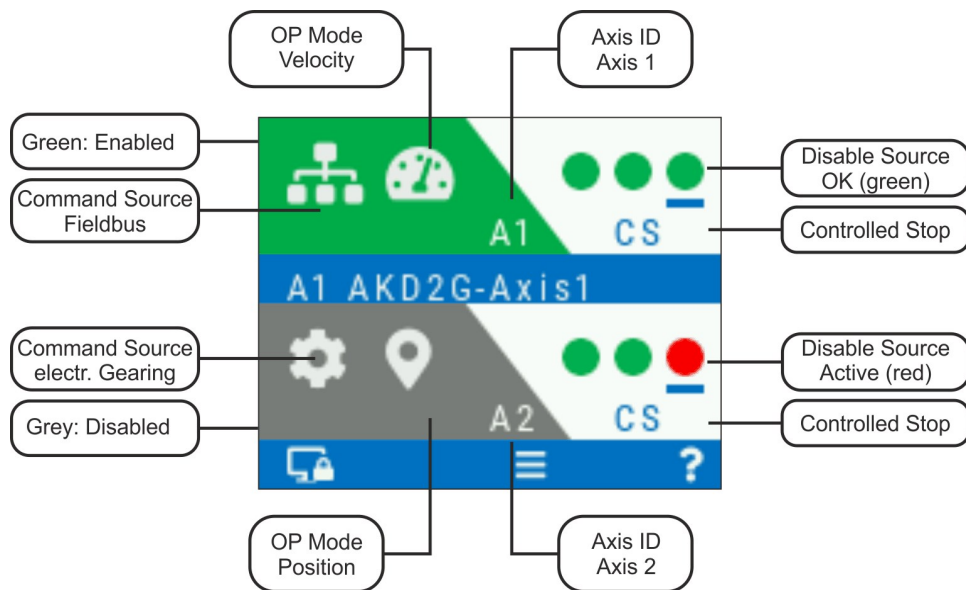 OP Mode
Velocity
Axis ID
Axis 1
Green: Enabled
Command Source
Fieldbus
Disable Source
OK (green)
Controlled Stop
A1
CS
A1 AKD2G-Axis1
Command Source
electr. Gearing
Grey: Disabled
Disable Source
Active (red)
Controlled Stop
A2
CS
?
OP Mode
Position
Axis ID
Axis 2